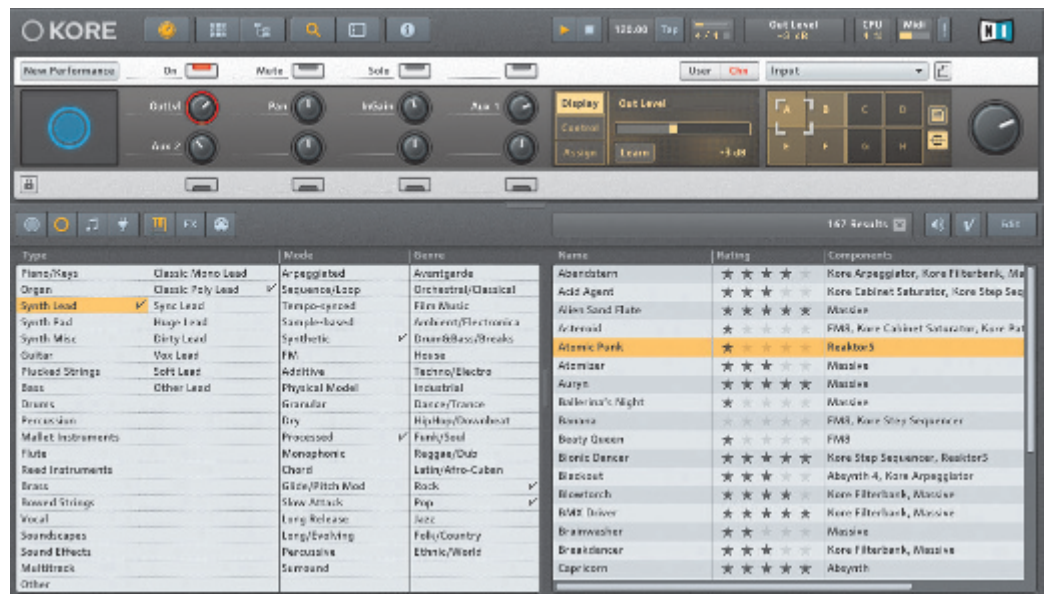 KORE
120.00 Tap 4 / 4 Out Level -3 dB CPU Midi
New Performance On Mute Solo User Chn Input
Outlvl Pan InGain Aux 1 Display Out Level A B C D
Control
Aux 2 Assign Learn -3 dB E F G H
FX 167 Results Edit
Type Mode Genre Name Rating Components
Piano/Keys Classic Mono Lead Arpeggiated Avantgarde Abendstern Kore Arpeggiator, Kore Filterbank, Ma
Organ Classic Poly Lead Sequence/Loop Orchestral/Classical Acid Agent Kore Cabinet Saturator, Kore Step Seq
Synth Lead Sync Lead Tempo-synced Film Music Alien Sand Flute Massive
Synth Pad Huge Lead Sample-based Ambient/Electronica Asteroid FM8, Kore Cabinet Saturator, Kore Pat
Synth Misc Dirty Lead Synthetic Drum&Bass/Breaks Atomic Punk Reaktor5
Guitar Vox Lead FM House Atomizer Massive
Plucked Strings Soft Lead Additive Techno/Electro Auryn Massive
Bass Other Lead Physical Model Industrial Ballerina's Night Massive
Drums Granular Dance/Trance Banana FM8, Kore Step Sequencer
Percussion Dry HipHop/Downbeat Beaty Queen FM8
Mallet Instruments Processed Funk/Soul Bionic Dancer Kore Step Sequencer, Reaktor5
Flute Monophonic Reggae/Dub Blackout Absynth 4, Kore Arpeggiator
Reed Instruments Chord Latin/Afro-Cuban Blowtorch Kore Filterbank, Massive
Brass Glide/Pitch Mod Rock BMX Driver Kore Filterbank, Massive
Bowed Strings Slow Attack Pop Brainwasher Massive
Vocal Long Release Jazz Breakdancer Kore Filterbank, Massive
Soundscapes Long/Evolving Folk/Country Capricorn Absynth
Sound Effects Percussive Ethnic/World
Multitrack Surround
Other